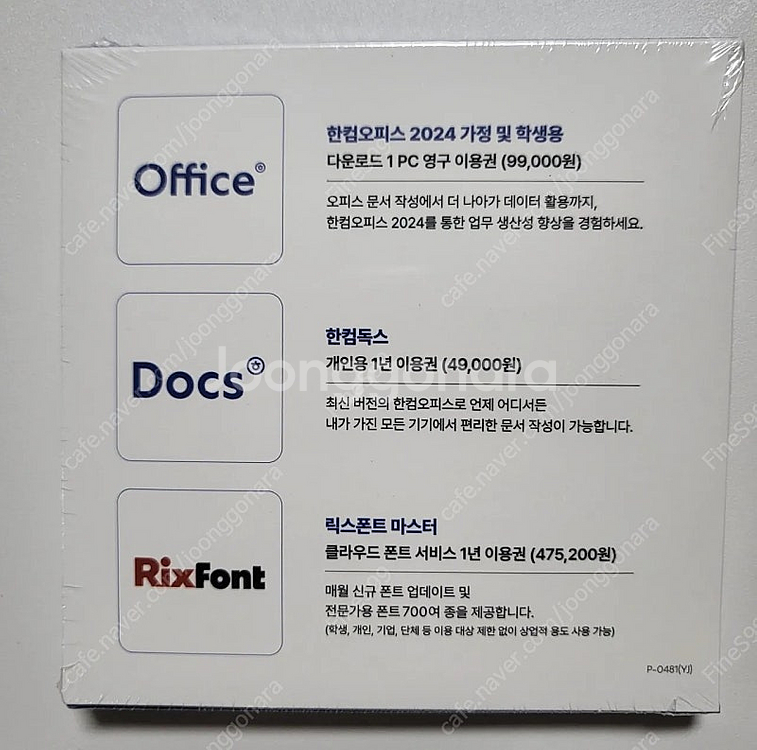 Office
한컴오피스 2024 가정 및 학생용
다운로드 1 PC 영구 이용권 (99,000원)
오피스 문서 작성에서 더 나아가 데이터 활용까지,
한컴오피스 2024를 통한 업무 생산성 향상을 경험하세요.
Docs
한컴독스
개인용 1년 이용권 (49,000원)
최신 버전의 한컴오피스로 언제 어디서든
내가 가진 모든 기기에서 편리한 문서 작성이 가능합니다.
RixFont
릭스폰트 마스터
클라우드 폰트 서비스 1년 이용권 (475,200원)
매월 신규 폰트 업데이트 및
전문가용 폰트 700여 종을 제공합니다.
(학생, 개인, 기업, 단체 등 이용 대상 제한 없이 상업적 용도 사용 가능)
P-0481(YJ)
Joonggonara
cafe.naver.com/joonggonara